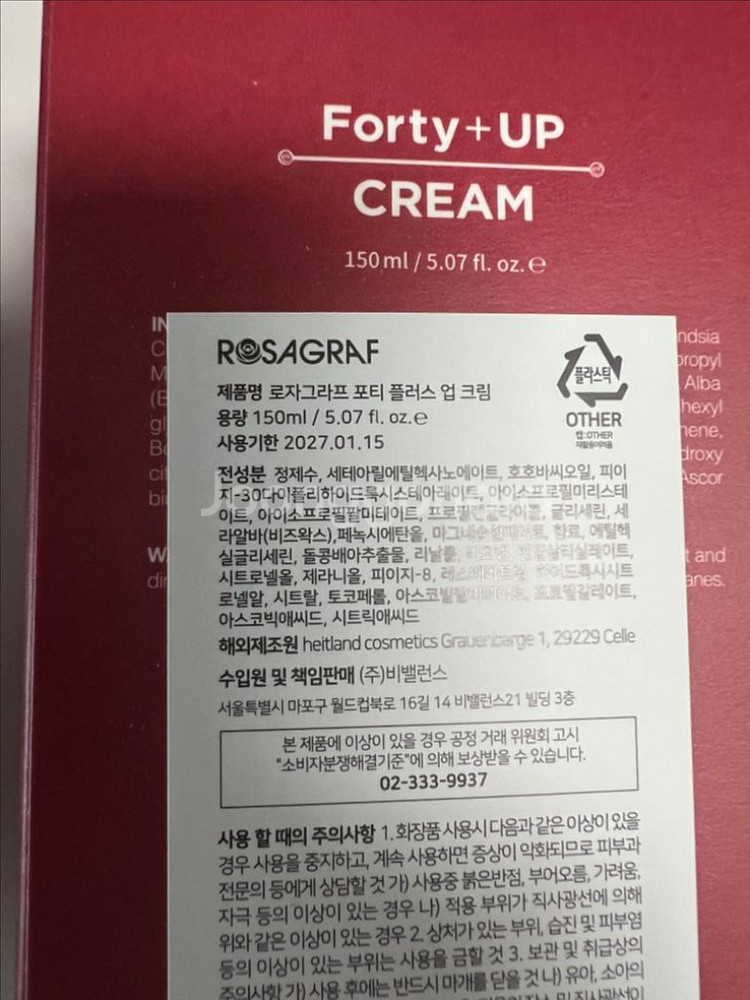 Forty+UP
CREAM
150ml / 5.07 fl. oz. ℮
IN
ROSAGRAF
제품명 로자그라프 포티 플러스 업 크림
용량 150ml / 5.07 fl. oz. ℮
사용기한 2027.01.15
플라스틱
OTHER
캡:OTHER
전성분 정제수, 세테아릴에틸헥사노에이트, 호호바씨오일, 피이
지-30다이폴리하이드록시스테아레이트, 아이소프로필미리스테
이트, 아이소프로필팔미테이트, 프로필렌글라이콜, 글리세린, 세
라알바(비즈왁스),페녹시에탄올, 마그네슘설페이트, 향료, 에틸헥
실글리세린, 돌콩배아추출물, 리날룰,
시트로넬올, 제라니올, 피이지-8,
로넬알, 시트랄, 토코페롤,
아스코빅애씨드, 시트릭애씨드
해외제조원 heitland cosmetics Grauenbarge 1, 29229 Celle
수입원 및 책임판매 (주)비밸런스
서울특별시 마포구 월드컵북로 16길 14 비밸런스21 빌딩 3층
본 제품에 이상이 있을 경우 공정 거래 위원회 고시
"소비자분쟁해결기준"에 의해 보상받을 수 있습니다.
02-333-9937
사용 할 때의 주의사항 1. 화장품 사용시 다음과 같은 이상이 있을
경우 사용을 중지하고, 계속 사용하면 증상이 악화되므로 피부과
전문의 등에게 상담할 것 가) 사용중 붉은반점, 부어오름, 가려움,
자극 등의 이상이 있는 경우 나) 적용 부위가 직사광선에 의해
위와 같은 이상이 있는 경우 2. 상처가 있는 부위, 습진 및 피부염
등의 이상이 있는 부위는 사용을 금할 것 3. 보관 및 취급상의
주의사항 가) 사용 후에는 반드시 마개를 닫을 것 나) 유아, 소아의